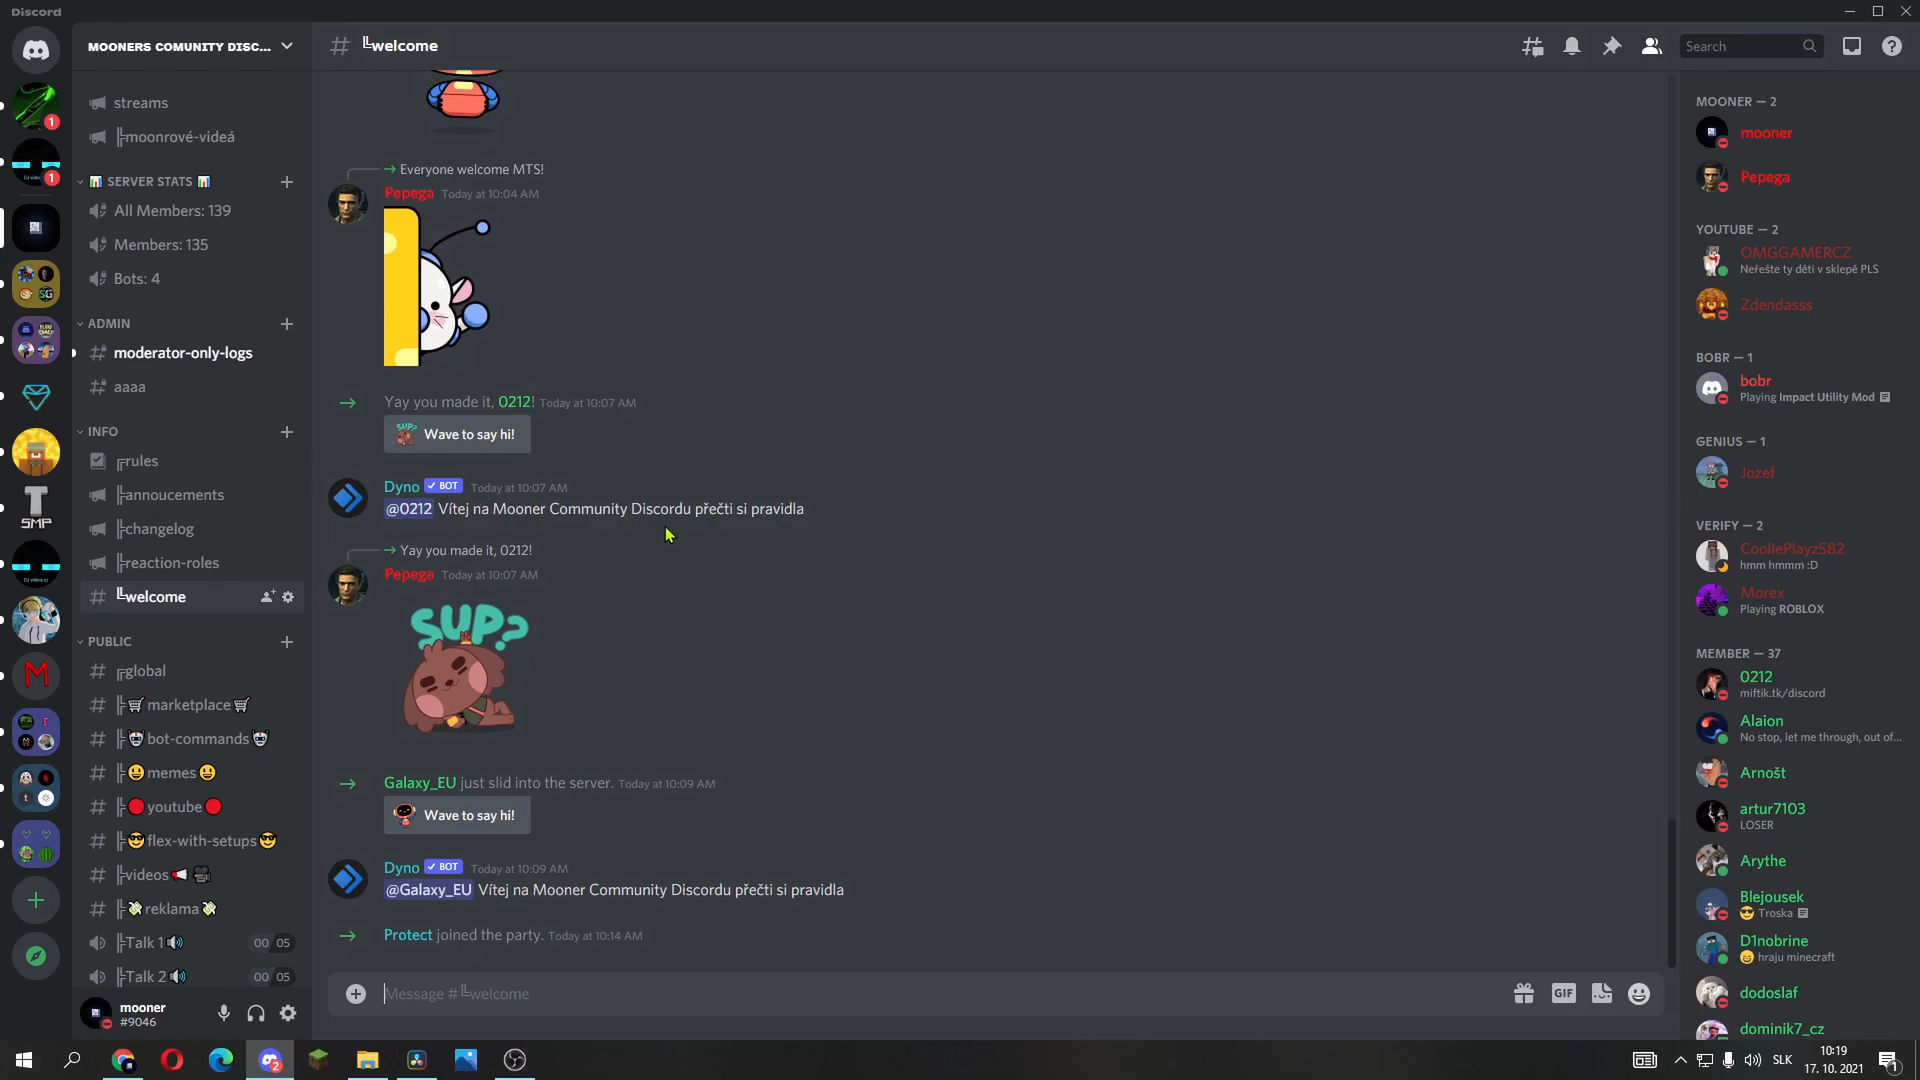 Discord
MOONERS COMUNITY DISC...
streams
╠moonrové-videá
📊 SERVER STATS 📊
All Members: 139
Members: 135
Bots: 4
ADMIN
moderator-only-logs
aaaa
INFO
╔rules
╠annoucements
╠changelog
╠reaction-roles
╚welcome
PUBLIC
╔global
╠🛒marketplace🛒
╠🤖bot-commands🤖
╠😃memes😃
╠🔴youtube🔴
╠😎flex-with-setups😎
╠videos📢🎥
╠💸reklama💸
╠Talk 1🔊 00 05
╠Talk 2🔊 00 05
mooner
#9046
1
1
SMP
M
# ╚welcome
Search
Everyone welcome MTS!
Pepega Today at 10:04 AM
Yay you made it, 0212! Today at 10:07 AM
SUP? Wave to say hi!
Dyno ✓ BOT Today at 10:07 AM
@0212 Vítej na Mooner Community Discordu přečti si pravidla
Yay you made it, 0212!
Pepega Today at 10:07 AM
SUP?
Galaxy_EU just slid into the server. Today at 10:09 AM
Wave to say hi!
Dyno ✓ BOT Today at 10:09 AM
@Galaxy_EU Vítej na Mooner Community Discordu přečti si pravidla
Protect joined the party. Today at 10:14 AM
Message #╚welcome
GIF
MOONER — 2
mooner
Pepega
YOUTUBE — 2
OMGGAMERCZ
Neřešte ty děti v sklepě PLS
Zdendasss
BOBR — 1
bobr
Playing Impact Utility Mod
GENIUS — 1
Jozef
VERIFY — 2
CooliePlayz582
hmm hmmm :D
Morex
Playing ROBLOX
MEMBER — 37
0212
miftik.tk/discord
Alaion
No stop, let me through, out of...
Arnošt
artur7103
LOSER
Arythe
Blejousek
😎 Troska
D1nobrine
😄 hraju minecraft
dodoslaf
dominik7_cz
2
SLK
10:19
17. 10. 2021
1